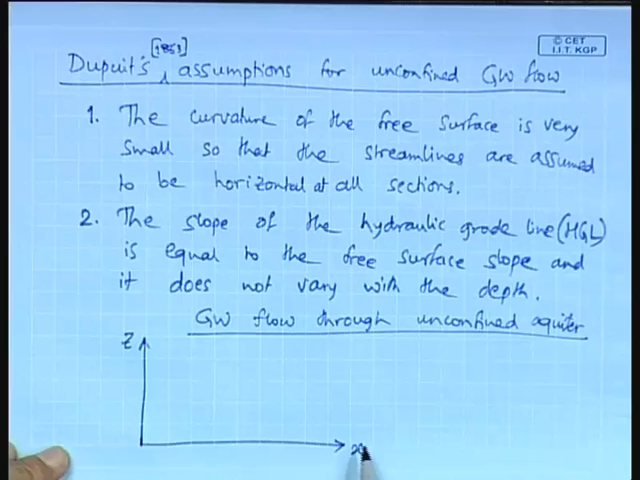 [1863]
© CET
I.I.T. KGP
Dupuit's ^ assumptions for unconfined GW flow
1. The curvature of the free surface is very
small so that the streamlines are assumed
to be horizontal at all sections.
2. The slope of the hydraulic grade line (HGL)
is equal to the free surface slope and
it does not vary with the depth.
GW flow through unconfined aquifer
Z
x